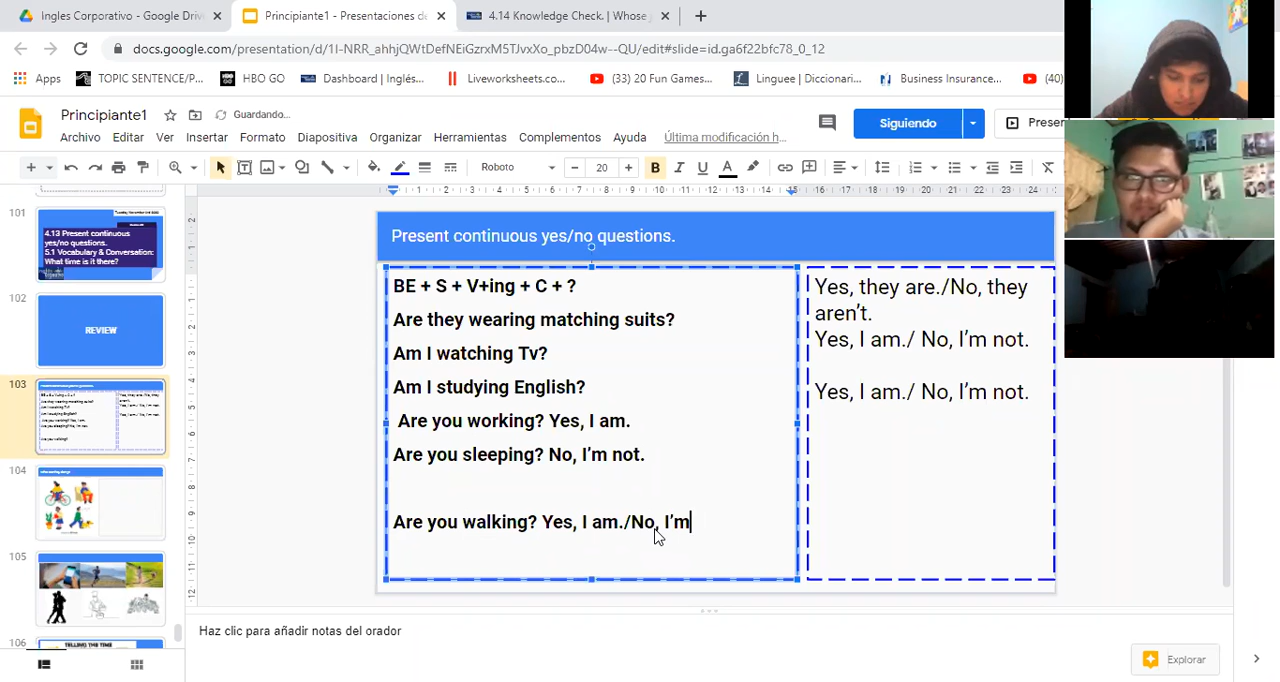 Ingles Corporativo - Google Driv
Principiante1 - Presentaciones de
4.14 Knowledge Check. | Whose j
docs.google.com/presentation/d/1I-NRR_ahhjQWtDefNEiGzrxM5TJvxXo_pbzD04w--QU/edit#slide=id.ga6f22bfc78_0_12
Apps
TOPIC SENTENCE/P...
HBO GO
Dashboard | Inglés...
Liveworksheets.co...
(33) 20 Fun Games...
Linguee | Diccionari...
Business Insurance...
(40)
Principiante1
Guardando...
Archivo Editar Ver Insertar Formato Diapositiva Organizar Herramientas Complementos Ayuda
Última modificación h...
Siguiendo
Presen
Roboto
20
101
4.13 Present continuous
yes/no questions.
5.1 Vocabulary & Conversation:
What time is it there?
102
REVIEW
103
104
105
106
TELLING THE TIME
Present continuous yes/no questions.
BE + S + V+ing + C + ?
Are they wearing matching suits?
Am I watching Tv?
Am I studying English?
Are you working? Yes, I am.
Are you sleeping? No, I'm not.
Are you walking? Yes, I am./No, I'm
Yes, they are./No, they
aren't.
Yes, I am./ No, I'm not.
Yes, I am./ No, I'm not.
Haz clic para añadir notas del orador
Explorar